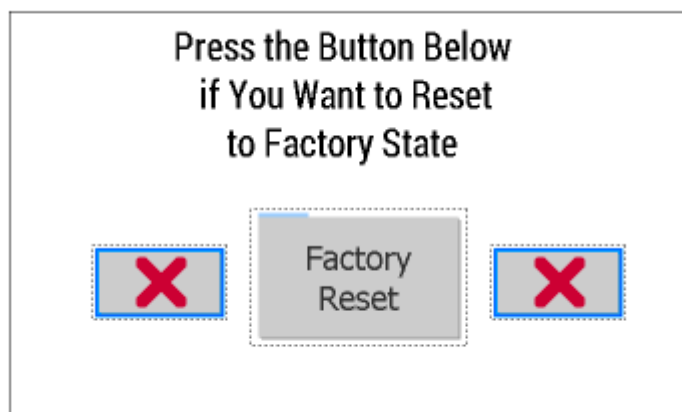 Press the Button Below
if You Want to Reset
to Factory State
Factory
Reset